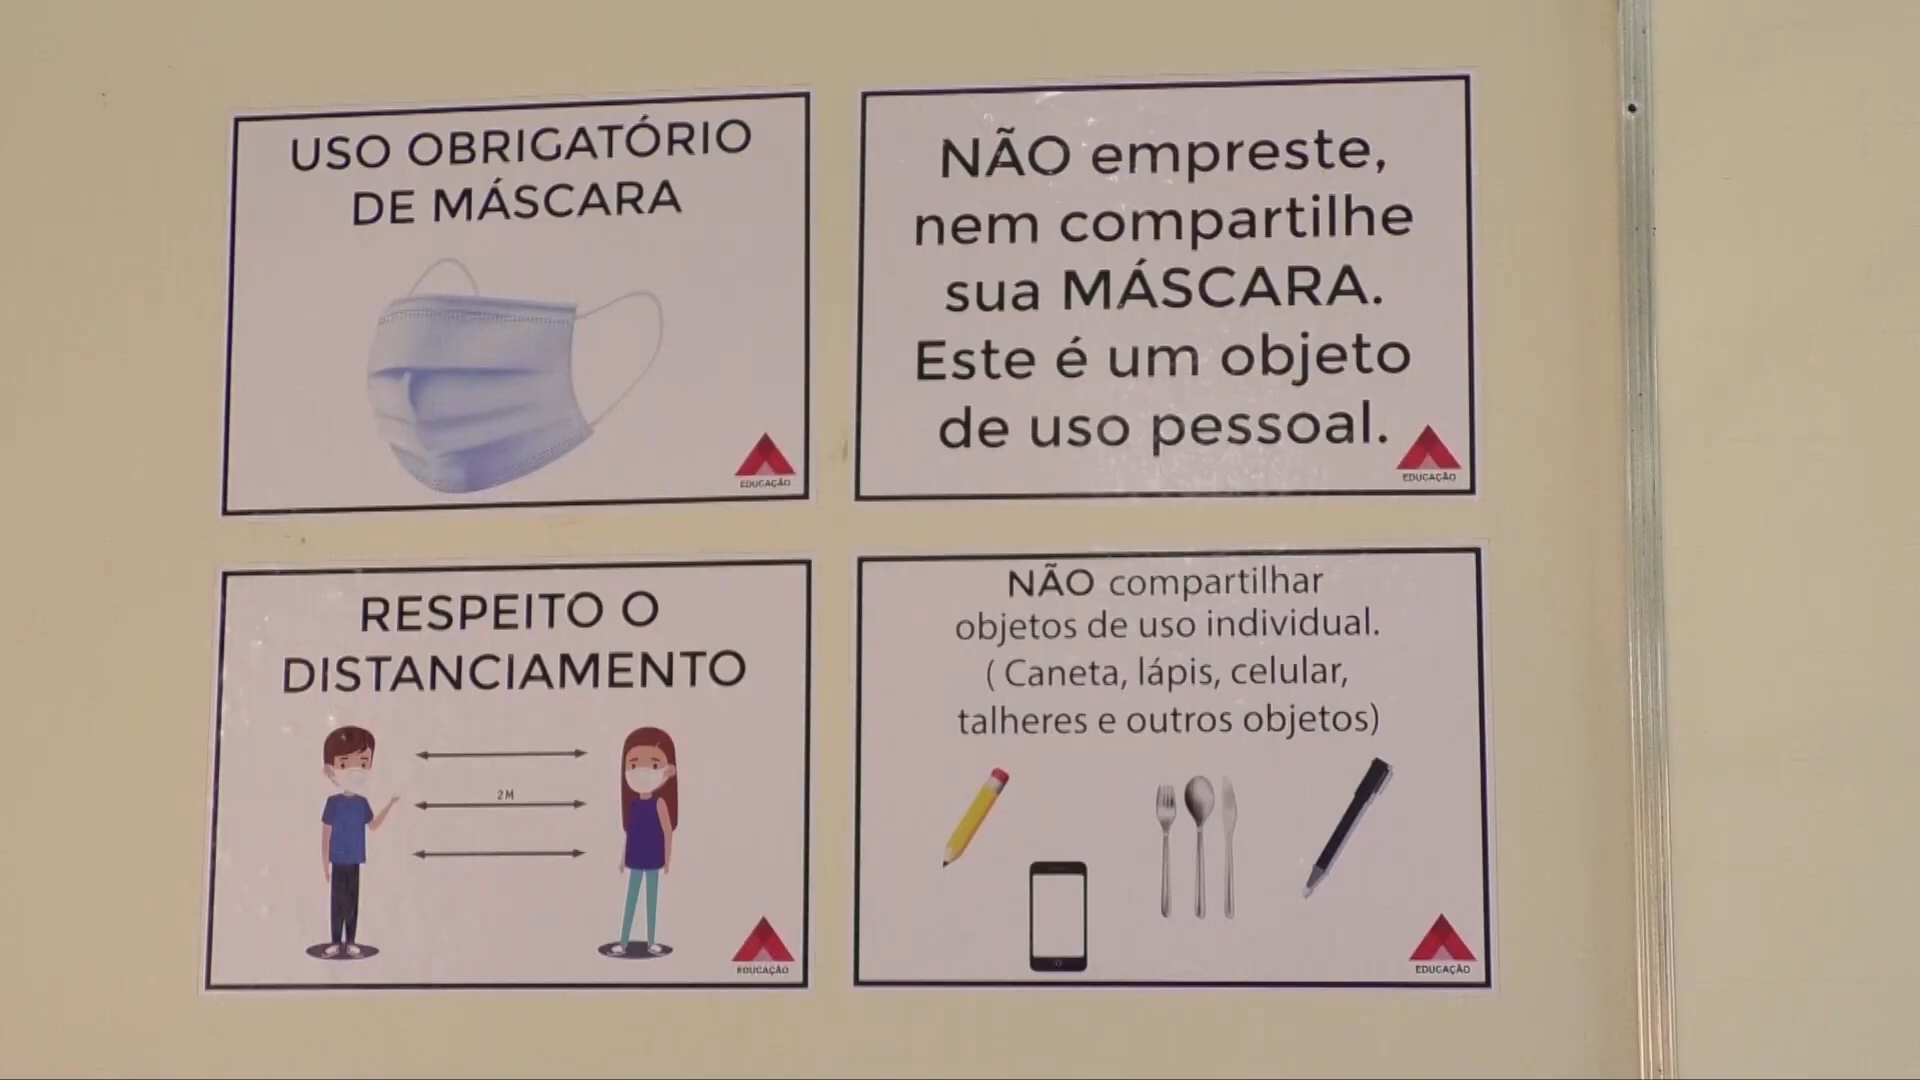 USO OBRIGATÓRIO
DE MÁSCARA
EDUCAÇÃO
NÃO empreste,
nem compartilhe
sua MÁSCARA.
Este é um objeto
de uso pessoal.
EDUCAÇÃO
RESPEITO O
DISTANCIAMENTO
2M
EDUCAÇÃO
NÃO compartilhar
objetos de uso individual.
( Caneta, lápis, celular,
talheres e outros objetos)
EDUCAÇÃO